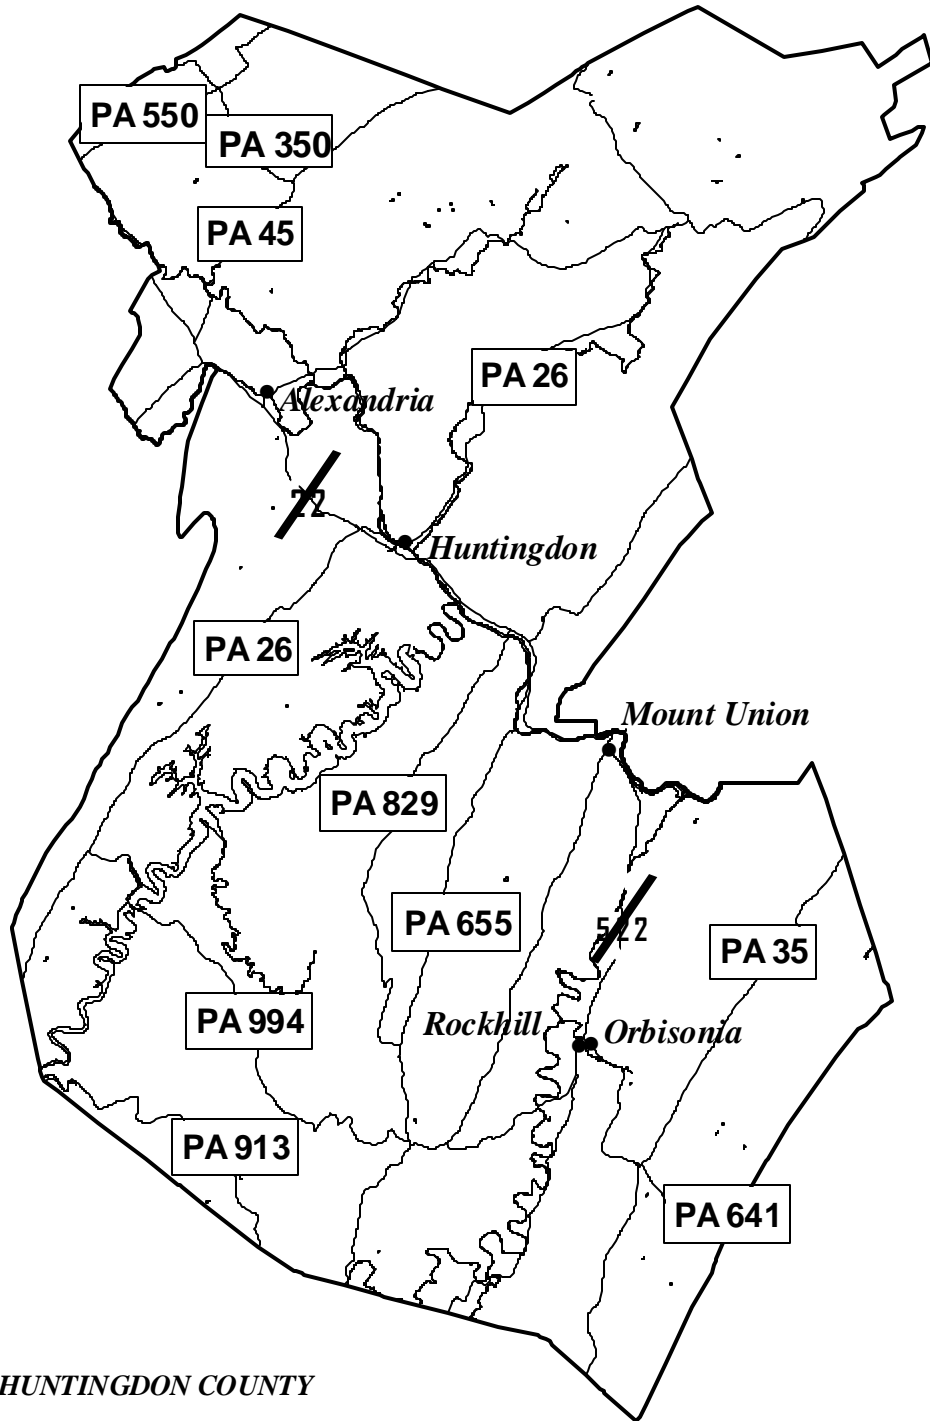 PA 550
PA 350
PA 45
PA 26
Alexandria
22
Huntingdon
PA 26
Mount Union
PA 829
PA 655
522
PA 35
PA 994
Rockhill
Orbisonia
PA 913
PA 641
HUNTINGDON COUNTY